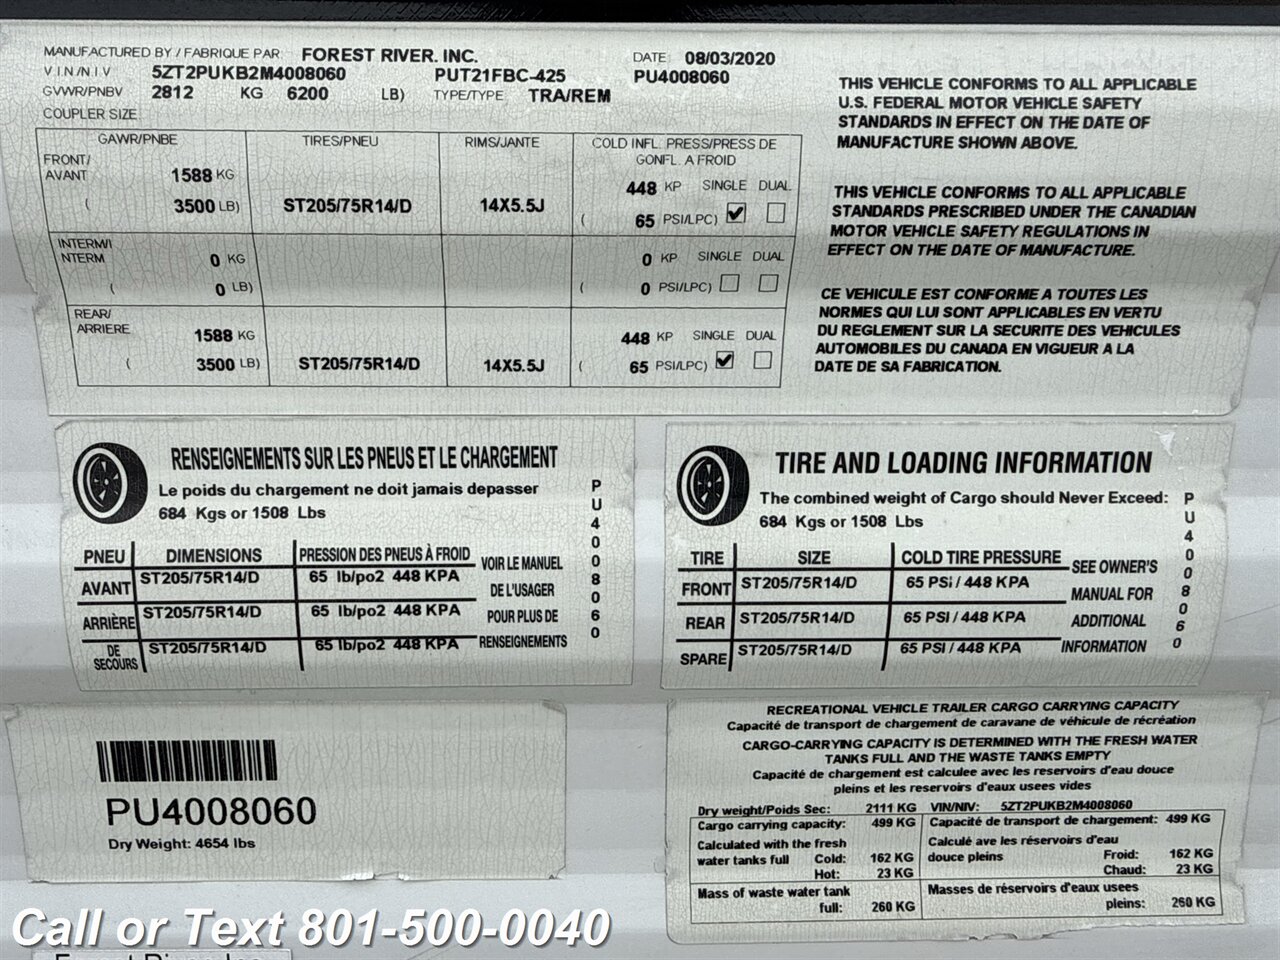 MANUFACTURED BY / FABRIQUE PAR FOREST RIVER. INC. DATE: 08/03/2020
V.I.N/N.I.V 5ZT2PUKB2M4008060 PUT21FBC-425 PU4008060
GVWR/PNBV 2812 KG 6200 LB) TYPE/TYPE TRA/REM
COUPLER SIZE
GAWR/PNBE TIRES/PNEU RIMS/JANTE COLD INFL. PRESS/PRESS DE
GONFL. A FROID
FRONT/
AVANT 1588 KG 448 KP SINGLE DUAL
( 3500 LB) ST205/75R14/D 14X5.5J ( 65 PSI/LPC)
INTERM/I
NTERM 0 KG 0 KP SINGLE DUAL
( 0 LB) ( 0 PSI/LPC)
REAR/
ARRIERE 1588 KG 448 KP SINGLE DUAL
( 3500 LB) ST205/75R14/D 14X5.5J ( 65 PSI/LPC)
THIS VEHICLE CONFORMS TO ALL APPLICABLE
U.S. FEDERAL MOTOR VEHICLE SAFETY
STANDARDS IN EFFECT ON THE DATE OF
MANUFACTURE SHOWN ABOVE.
THIS VEHICLE CONFORMS TO ALL APPLICABLE
STANDARDS PRESCRIBED UNDER THE CANADIAN
MOTOR VEHICLE SAFETY REGULATIONS IN
EFFECT ON THE DATE OF MANUFACTURE.
CE VEHICULE EST CONFORME A TOUTES LES
NORMES QUI LUI SONT APPLICABLES EN VERTU
DU REGLEMENT SUR LA SECURITE DES VEHICULES
AUTOMOBILES DU CANADA EN VIGUEUR A LA
DATE DE SA FABRICATION.
RENSEIGNEMENTS SUR LES PNEUS ET LE CHARGEMENT
Le poids du chargement ne doit jamais depasser
684 Kgs or 1508 Lbs
PNEU DIMENSIONS PRESSION DES PNEUS À FROID
AVANT ST205/75R14/D 65 lb/po2 448 KPA
ARRIÈRE ST205/75R14/D 65 lb/po2 448 KPA
DE
SECOURS ST205/75R14/D 65 lb/po2 448 KPA
VOIR LE MANUEL
DE L'USAGER
POUR PLUS DE
RENSEIGNEMENTS
PU4008060
TIRE AND LOADING INFORMATION
The combined weight of Cargo should Never Exceed:
684 Kgs or 1508 Lbs
TIRE SIZE COLD TIRE PRESSURE
FRONT ST205/75R14/D 65 PSI / 448 KPA
REAR ST205/75R14/D 65 PSI / 448 KPA
SPARE ST205/75R14/D 65 PSI / 448 KPA
SEE OWNER'S
MANUAL FOR
ADDITIONAL
INFORMATION
PU4008060
PU4008060
Dry Weight: 4654 lbs
RECREATIONAL VEHICLE TRAILER CARGO CARRYING CAPACITY
Capacité de transport de chargement de caravane de véhicule de récréation
CARGO-CARRYING CAPACITY IS DETERMINED WITH THE FRESH WATER
TANKS FULL AND THE WASTE TANKS EMPTY
Capacité de chargement est calculee avec les reservoirs d'eau douce
pleins et les reservoirs d'eaux usees vides
Dry weight/Poids Sec: 2111 KG VIN/NIV: 5ZT2PUKB2M4008060
Cargo carrying capacity: 499 KG Capacité de transport de chargement: 499 KG
Calculated with the fresh Calculé ave les réservoirs d'eau
water tanks full Cold: 162 KG douce pleins Froid: 162 KG
Hot: 23 KG Chaud: 23 KG
Mass of waste water tank Masses de réservoirs d'eaux usees
full: 260 KG pleins: 260 KG
Call or Text 801-500-0040